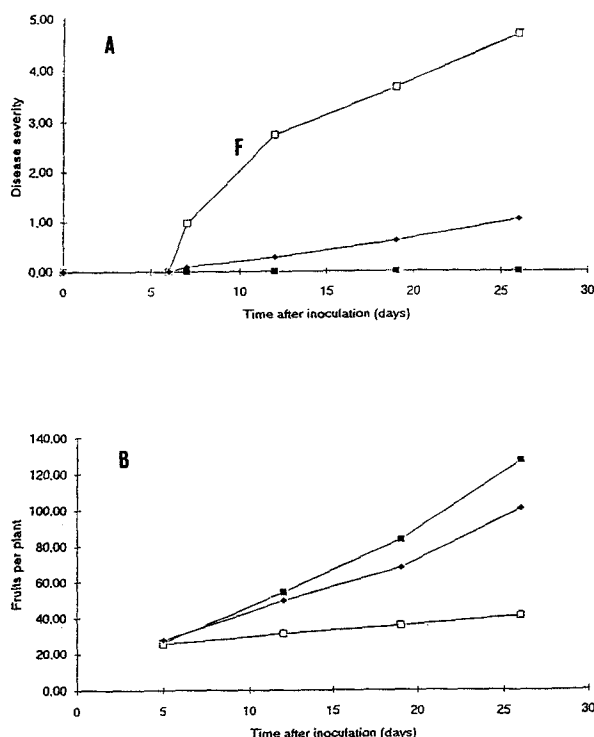 5,00
A
4,00
3,00
F
2,00
1,00
0,00
Disease severity
0 5 10 15 20 25 30
Time after inoculation (days)
140,00
B
120,00
100,00
80,00
60,00
40,00
20,00
0,00
Fruits per plant
0 5 10 15 20 25 30
Time after inoculation (days)